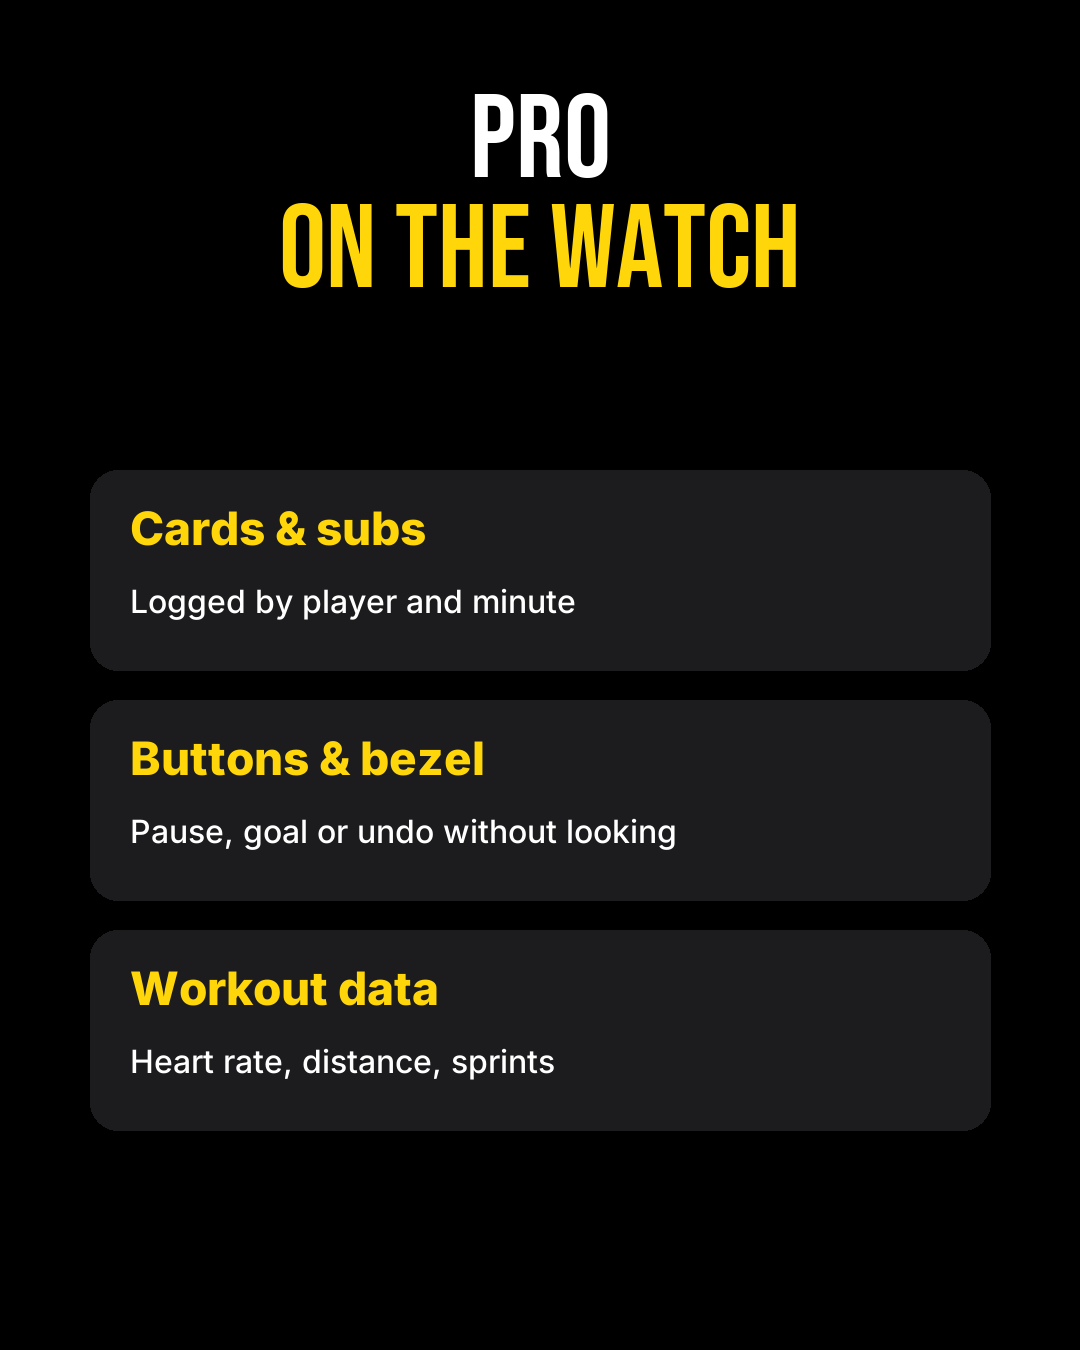 PRO
ON THE WATCH
Cards & subs
Logged by player and minute
Buttons & bezel
Pause, goal or undo without looking
Workout data
Heart rate, distance, sprints